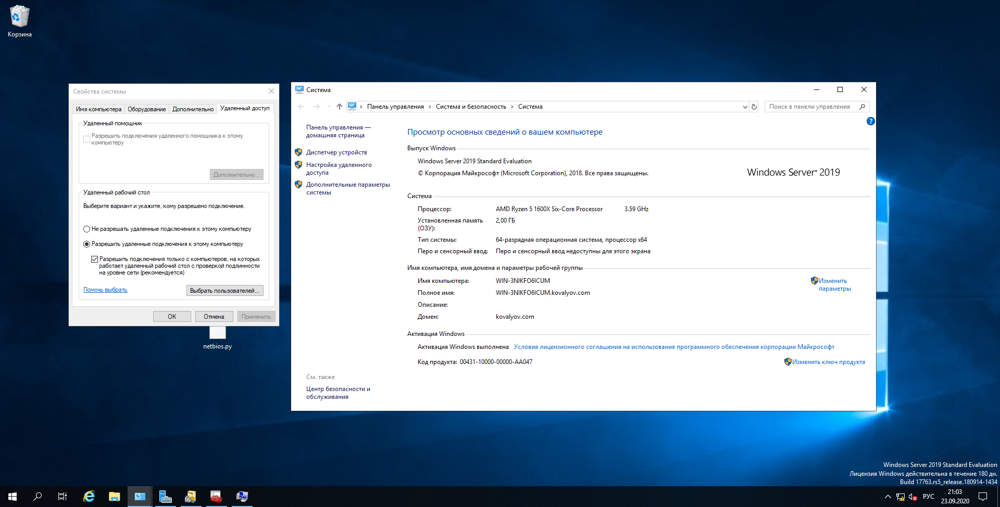 Корзина
Свойства системы
Имя компьютера
Оборудование
Дополнительно
Удаленный доступ
Удаленный помощник
Разрешить подключения удаленного помощника к этому
компьютеру
Дополнительно...
Удаленный рабочий стол
Выберите вариант и укажите, кому разрешено подключение.
Не разрешать удаленные подключения к этому компьютеру
Разрешить удаленные подключения к этому компьютеру
Разрешить подключения только с компьютеров, на которых
работает удаленный рабочий стол с проверкой подлинности
на уровне сети (рекомендуется)
Помочь выбрать
Выбрать пользователей...
ОК
Отмена
Применить
netbios.py
Система
Панель управления
Система и безопасность
Система
Поиск в панели управления
Панель управления —
домашняя страница
Диспетчер устройств
Настройка удаленного
доступа
Дополнительные параметры
системы
См. также
Центр безопасности и
обслуживания
Просмотр основных сведений о вашем компьютере
Выпуск Windows
Windows Server 2019 Standard Evaluation
© Корпорация Майкрософт (Microsoft Corporation), 2018. Все права защищены.
Windows Server® 2019
Система
Процессор: AMD Ryzen 5 1600X Six-Core Processor 3.59 GHz
Установленная память 2,00 ГБ
(ОЗУ):
Тип системы: 64-разрядная операционная система, процессор x64
Перо и сенсорный ввод: Перо и сенсорный ввод недоступны для этого экрана
Имя компьютера, имя домена и параметры рабочей группы
Имя компьютера: WIN-3NIKFO6ICUM
Изменить
параметры
Полное имя: WIN-3NIKFO6ICUM.kovalyov.com
Описание:
Домен: kovalyov.com
Активация Windows
Активация Windows выполнена Условия лицензионного соглашения на использование программного обеспечения корпорации Майкрософт
Код продукта: 00431-10000-00000-AA047
Изменить ключ продукта
Windows Server 2019 Standard Evaluation
Лицензия Windows действительна в течение 180 дн.
Build 17763.rs5_release.180914-1434
РУС
21:03
23.09.2020